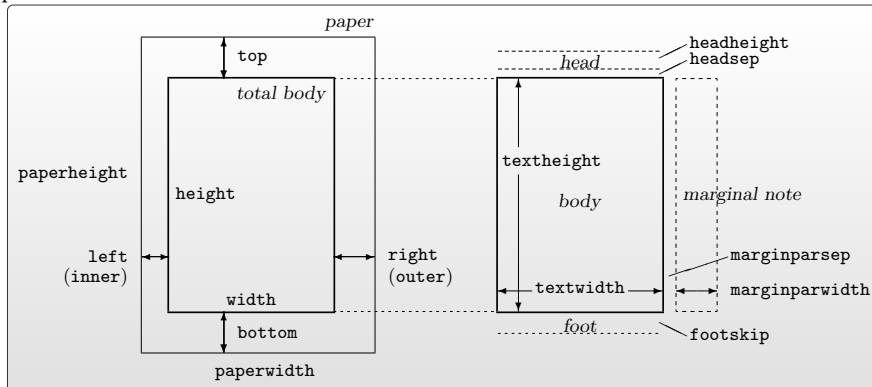 paper
top
total body
paperheight
height
left
(inner)
right
(outer)
width
bottom
paperwidth
headheight
head
headsep
textheight
body
marginal note
marginparsep
textwidth
marginparwidth
foot
footskip